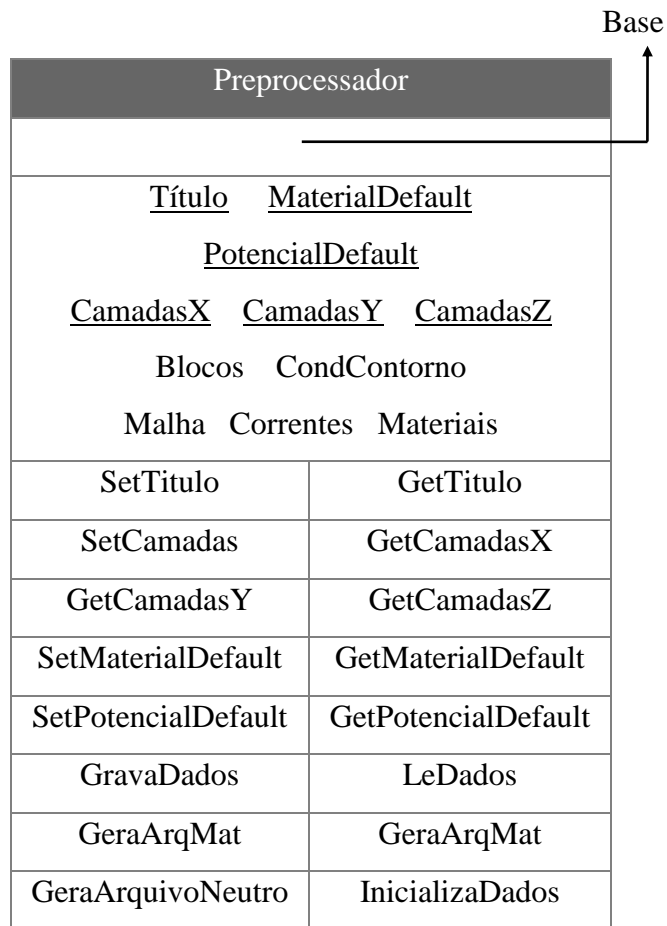 Base
Preprocessador
Título MaterialDefault
PotencialDefault
CamadasX CamadasY CamadasZ
Blocos CondContorno
Malha Correntes Materiais
SetTitulo GetTitulo
SetCamadas GetCamadasX
GetCamadasY GetCamadasZ
SetMaterialDefault GetMaterialDefault
SetPotencialDefault GetPotencialDefault
GravaDados LeDados
GeraArqMat GeraArqMat
GeraArquivoNeutro InicializaDados